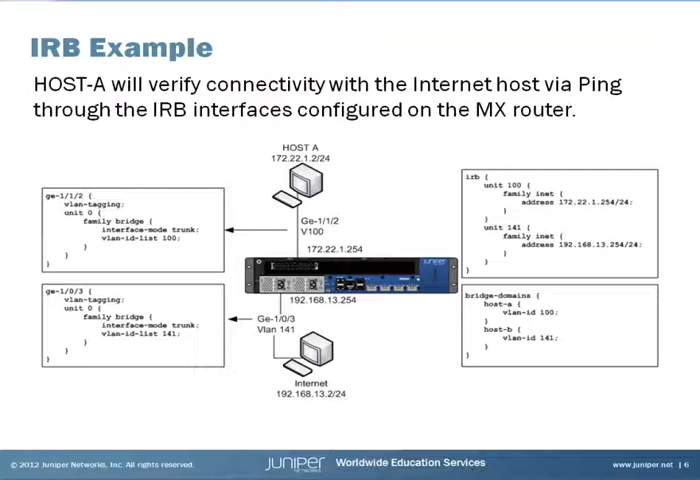 IRB Example
HOST-A will verify connectivity with the Internet host via Ping
through the IRB interfaces configured on the MX router.
HOST A
172.22.1.2/24
ge-1/1/2 {
vlan-tagging;
unit 0 {
family bridge {
interface-mode trunk;
vlan-id-list 100;
}
}
}
Ge-1/1/2
V100
172.22.1.254
irb {
unit 100 {
family inet {
address 172.22.1.254/24;
}
}
unit 141 {
family inet {
address 192.168.13.254/24;
}
}
}
JUNIPER
ge-1/0/3 {
vlan-tagging;
unit 0 {
family bridge {
interface-mode trunk;
vlan-id-list 141;
}
}
}
192.168.13.254
Ge-1/0/3
Vlan 141
bridge-domains {
host-a {
vlan-id 100;
}
host-b {
vlan-id 141;
}
}
Internet
192.168.13.2/24
© 2012 Juniper Networks, Inc. All rights reserved.
JUNIPER
NETWORKS
Worldwide Education Services
www.juniper.net | 6